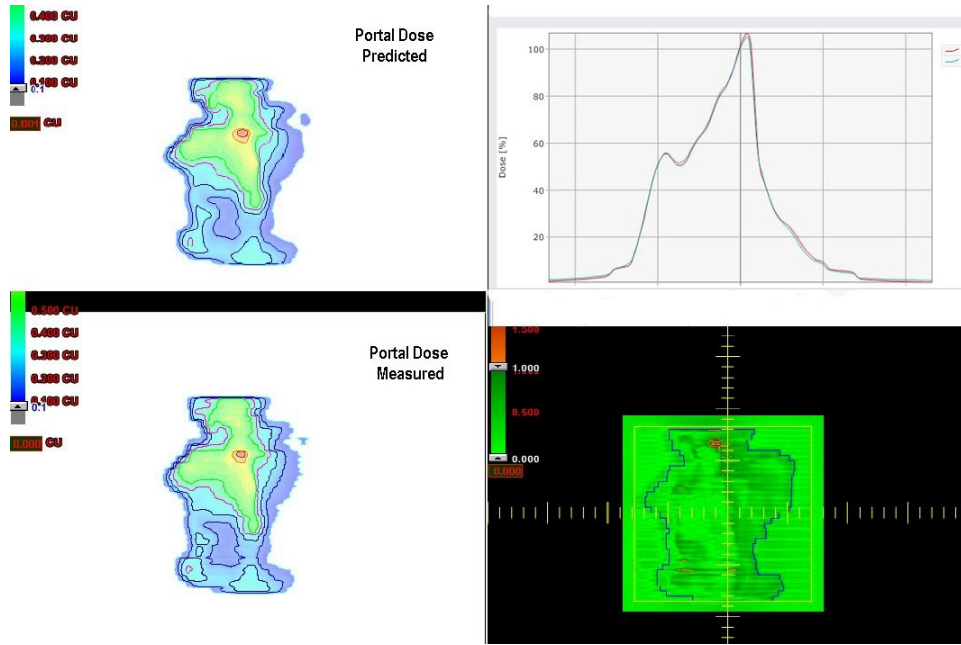 0.400 CU
0.300 CU
0.200 CU
0.100 CU
0.1
0.001 CU
Portal Dose
Predicted
100
80
60
40
20
Dose [%]
0.500 CU
0.400 CU
0.300 CU
0.200 CU
0.100 CU
0.1
0.000 CU
Portal Dose
Measured
1.500
1.000
0.500
0.000
0.000